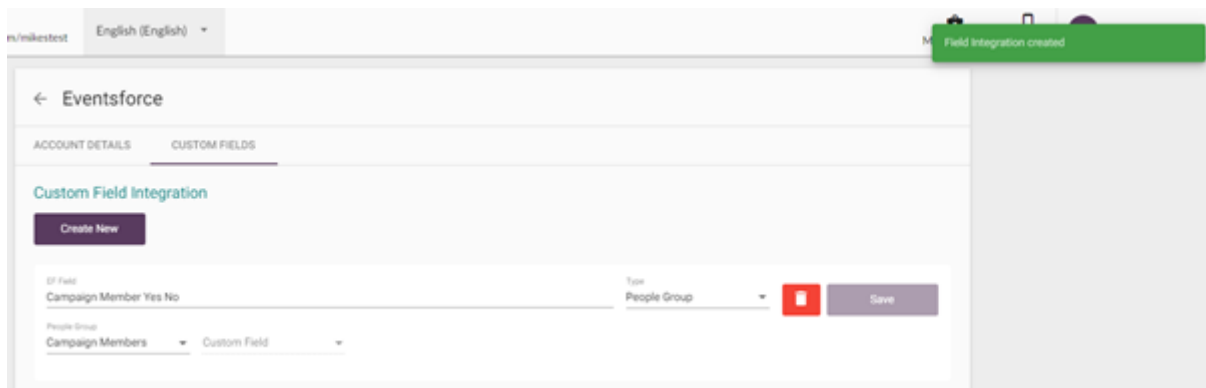 m/mikestest
English (English)
M
Field Integration created
Eventsforce
ACCOUNT DETAILS
CUSTOM FIELDS
Custom Field Integration
Create New
EF Field
Campaign Member Yes No
Type
People Group
Save
People Group
Campaign Members
Custom Field